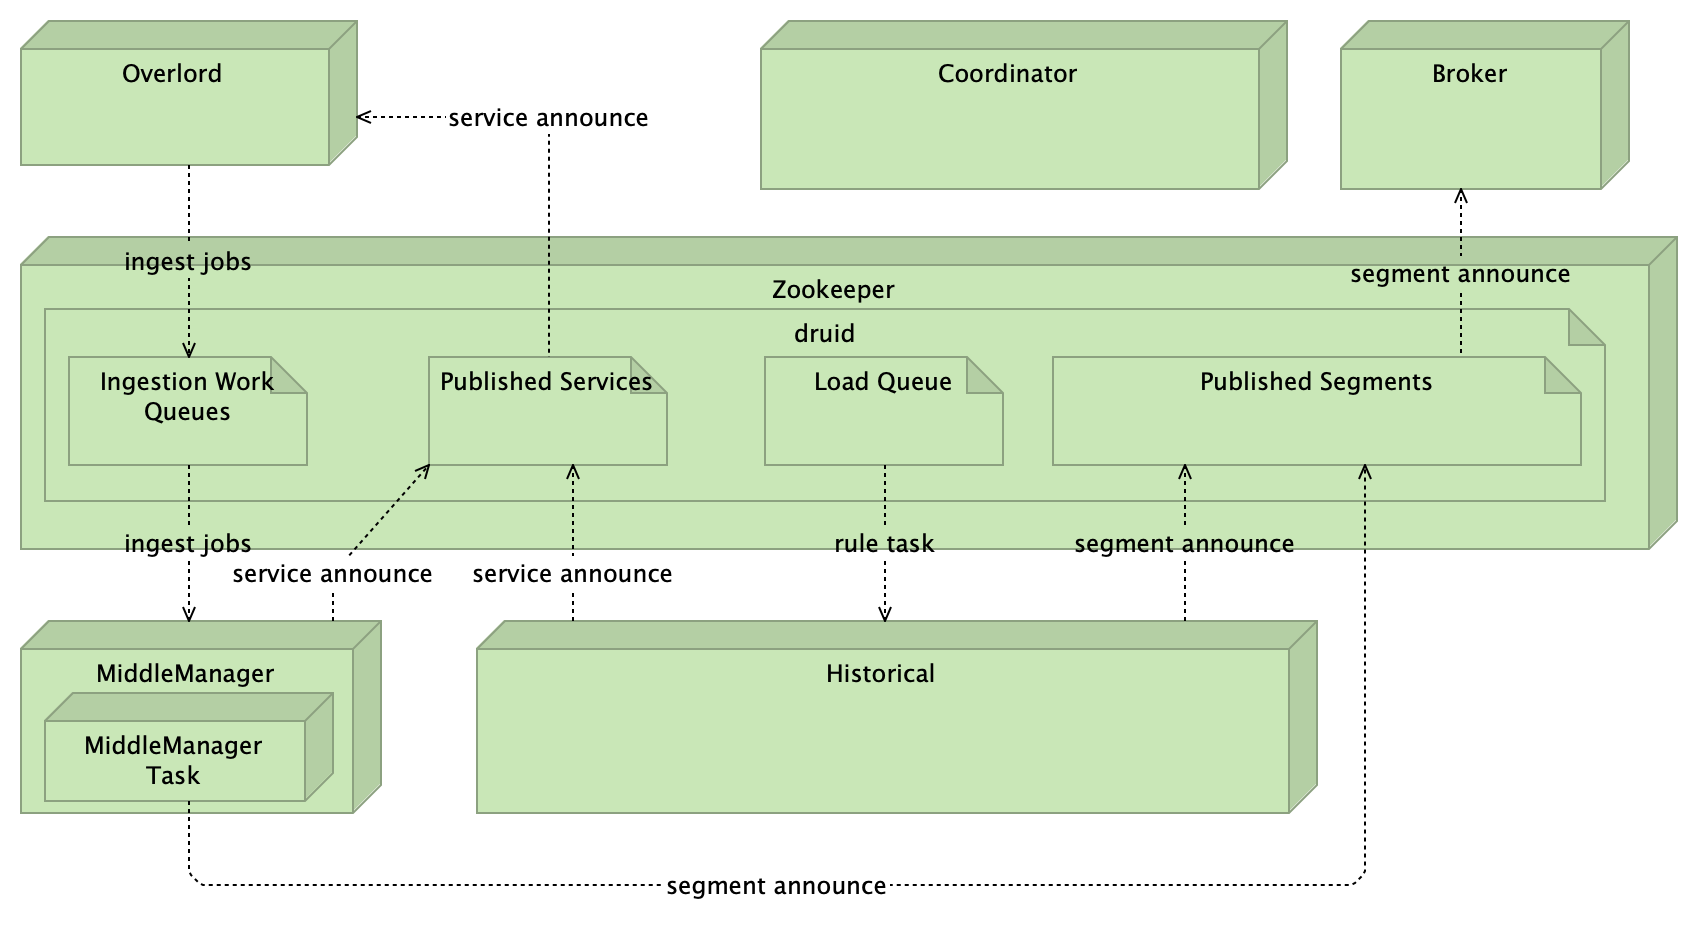 Overlord
Coordinator
Broker
service announce
ingest jobs
segment announce
Zookeeper
druid
Ingestion Work
Queues
Published Services
Load Queue
Published Segments
ingest jobs
service announce
service announce
rule task
segment announce
MiddleManager
Historical
MiddleManager
Task
segment announce